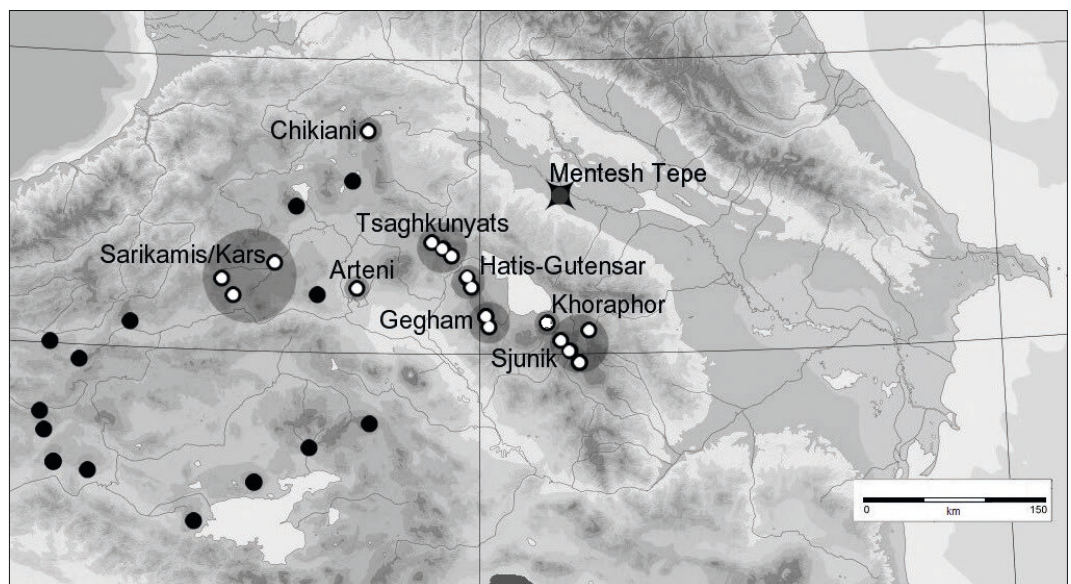 Chikiani
Mentesh Tepe
Tsaghkunyats
Sarikamis/Kars
Arteni
Hatis-Gutensar
Khoraphor
Gegham
Sjunik
0 km 150